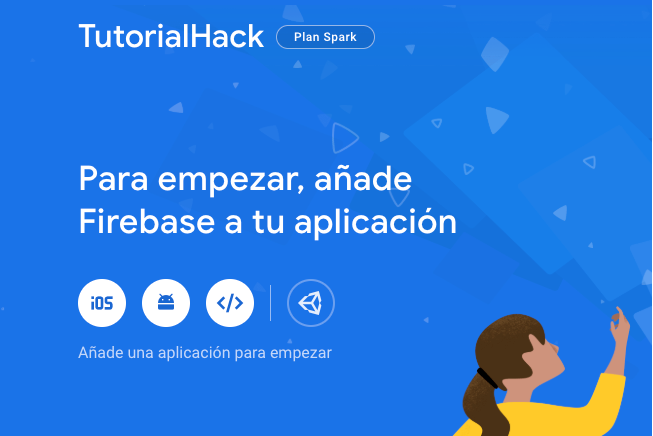 TutorialHack Plan Spark
Para empezar, añade
Firebase a tu aplicación
iOS </>
Añade una aplicación para empezar